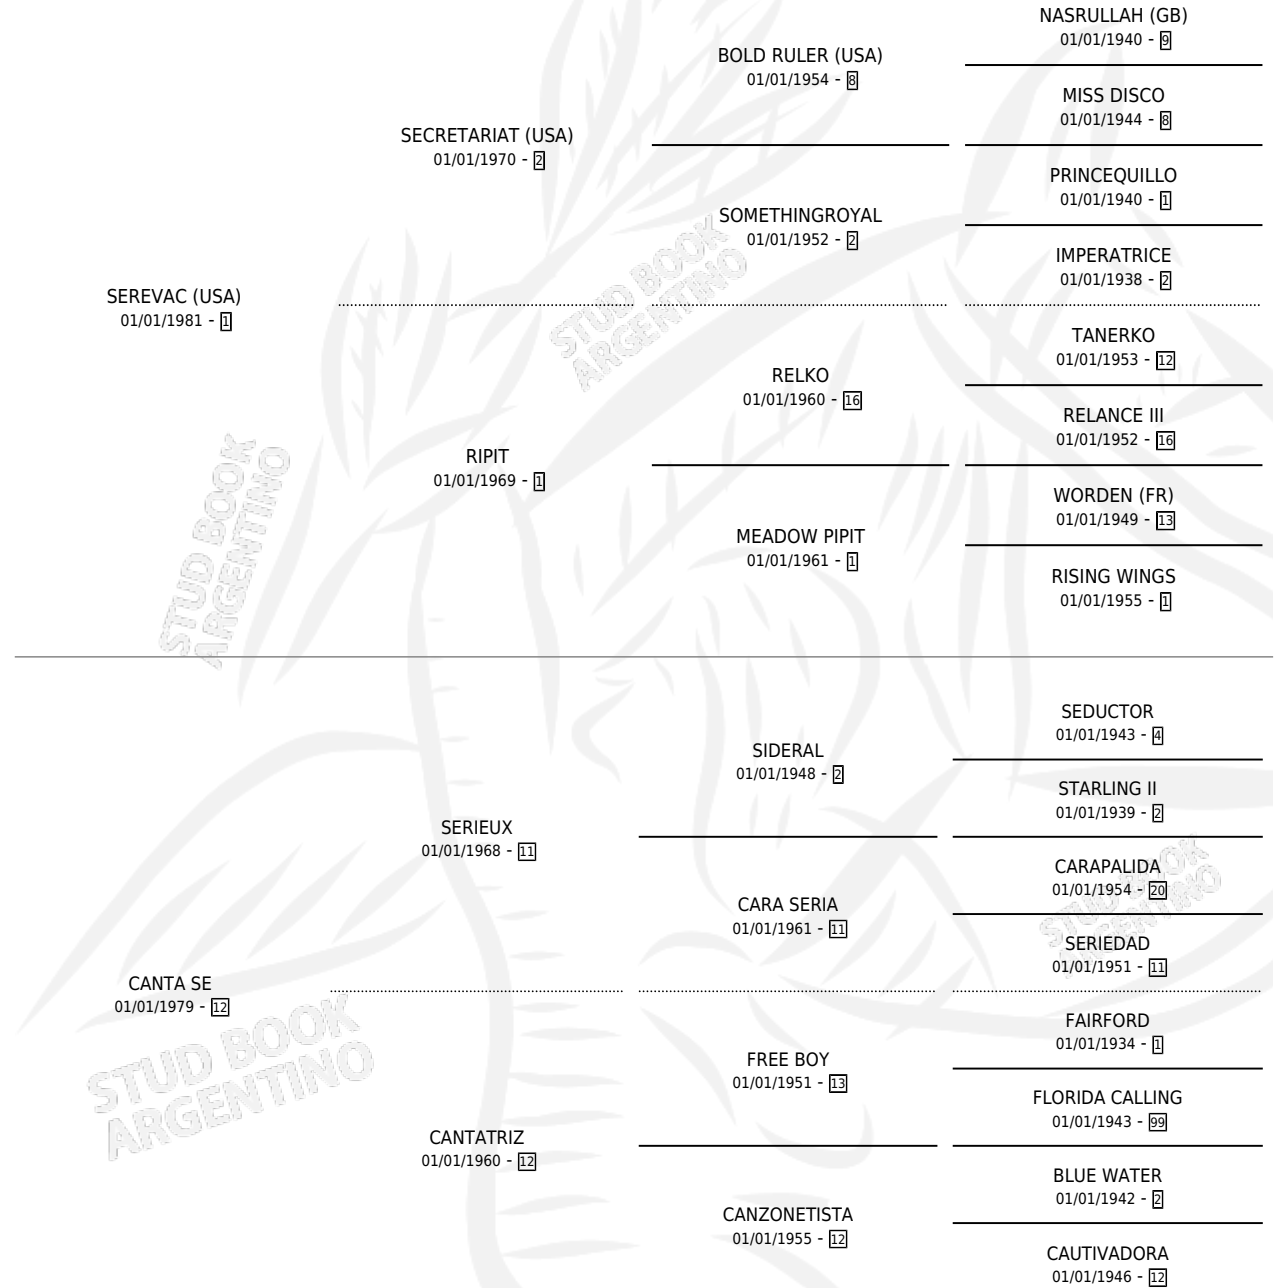 NASRULLAH (GB)
01/01/1940 - 9
BOLD RULER (USA)
01/01/1954 - 8
MISS DISCO
01/01/1944 - 8
SECRETARIAT (USA)
01/01/1970 - 2
PRINCEQUILLO
01/01/1940 - 1
SOMETHINGROYAL
01/01/1952 - 2
IMPERATRICE
01/01/1938 - 2
SEREVAC (USA)
01/01/1981 - 1
TANERKO
01/01/1953 - 12
RELKO
01/01/1960 - 16
RELANCE III
01/01/1952 - 16
RIPIT
01/01/1969 - 1
WORDEN (FR)
01/01/1949 - 13
MEADOW PIPIT
01/01/1961 - 1
RISING WINGS
01/01/1955 - 1
STUD BOOK
ARGENTINO
STUD BOOK
ARGENTINO
SEDUCTOR
01/01/1943 - 4
SIDERAL
01/01/1948 - 2
STARLING II
01/01/1939 - 2
SERIEUX
01/01/1968 - 11
CARAPALIDA
01/01/1954 - 20
CARA SERIA
01/01/1961 - 11
SERIEDAD
01/01/1951 - 11
CANTA SE
01/01/1979 - 12
FAIRFORD
01/01/1934 - 1
FREE BOY
01/01/1951 - 13
FLORIDA CALLING
01/01/1943 - 99
CANTATRIZ
01/01/1960 - 12
BLUE WATER
01/01/1942 - 2
CANZONETISTA
01/01/1955 - 12
CAUTIVADORA
01/01/1946 - 12
STUD BOOK
ARGENTINO
STUD BOOK
ARGENTINO